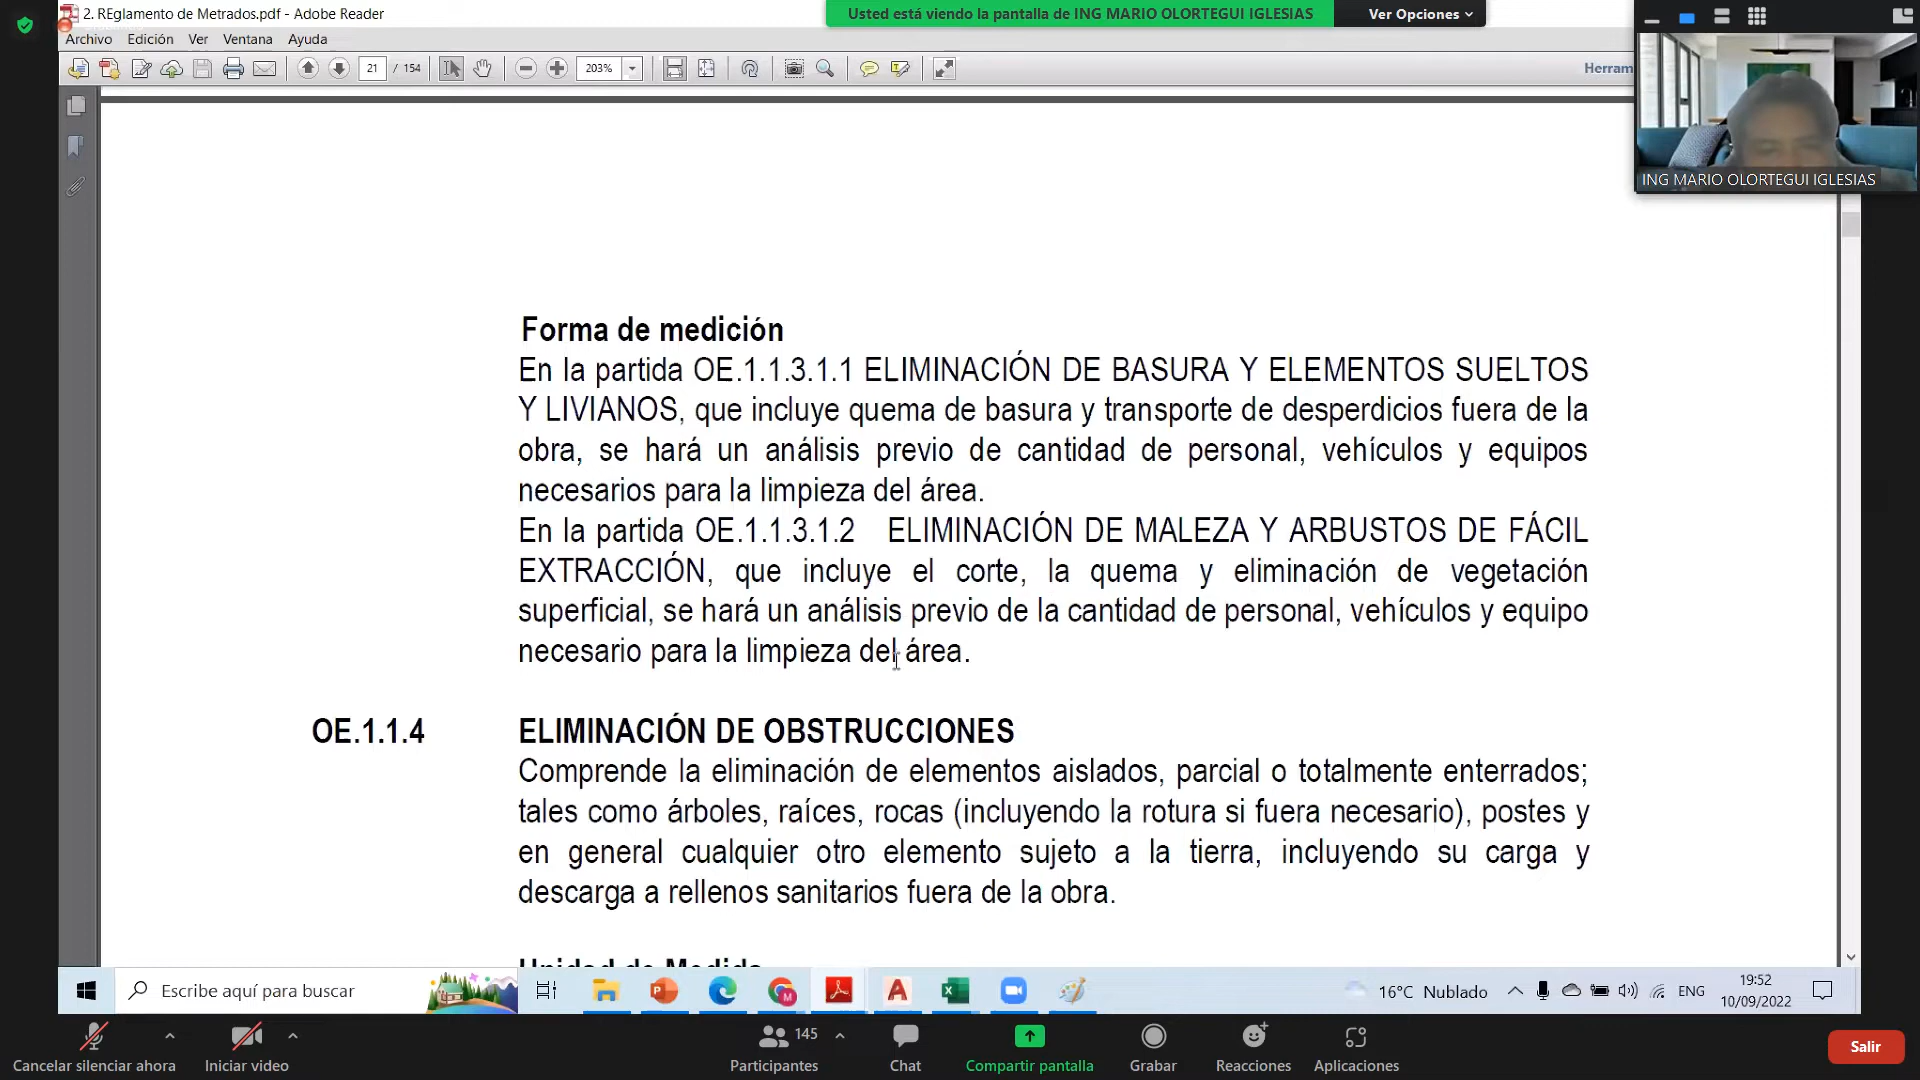 2. REglamento de Metrados.pdf - Adobe Reader
Usted está viendo la pantalla de ING MARIO OLORTEGUI IGLESIAS
Ver Opciones
Archivo Edición Ver Ventana Ayuda
21 / 154
203%
Herram
ING MARIO OLORTEGUI IGLESIAS
Forma de medición
En la partida OE.1.1.3.1.1 ELIMINACIÓN DE BASURA Y ELEMENTOS SUELTOS
Y LIVIANOS, que incluye quema de basura y transporte de desperdicios fuera de la
obra, se hará un análisis previo de cantidad de personal, vehículos y equipos
necesarios para la limpieza del área.
En la partida OE.1.1.3.1.2 ELIMINACIÓN DE MALEZA Y ARBUSTOS DE FÁCIL
EXTRACCIÓN, que incluye el corte, la quema y eliminación de vegetación
superficial, se hará un análisis previo de la cantidad de personal, vehículos y equipo
necesario para la limpieza del área.
OE.1.1.4 ELIMINACIÓN DE OBSTRUCCIONES
Comprende la eliminación de elementos aislados, parcial o totalmente enterrados;
tales como árboles, raíces, rocas (incluyendo la rotura si fuera necesario), postes y
en general cualquier otro elemento sujeto a la tierra, incluyendo su carga y
descarga a rellenos sanitarios fuera de la obra.
Unidad de Medida
Escribe aquí para buscar
16°C Nublado
ENG
19:52
10/09/2022
Cancelar silenciar ahora
Iniciar video
145
Participantes
Chat
Compartir pantalla
Grabar
Reacciones
Aplicaciones
Salir